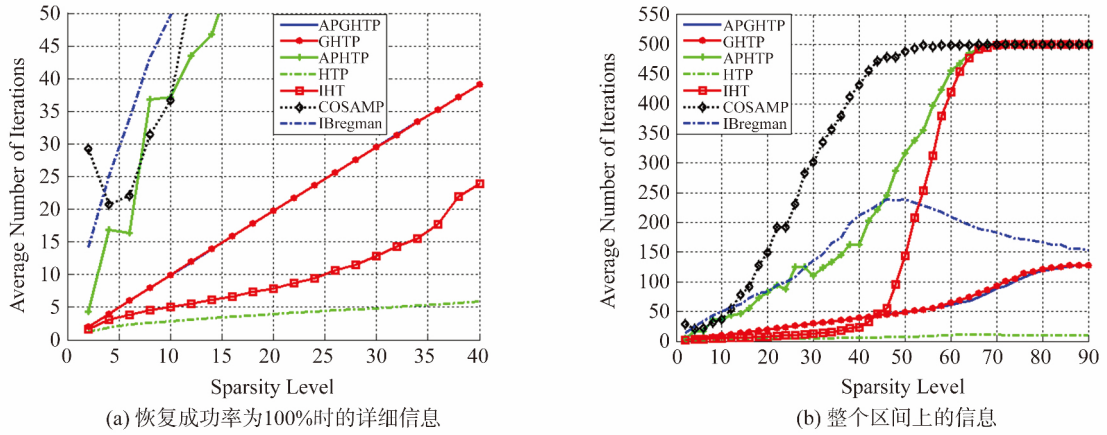 50
45
40
35
30
25
20
15
10
5
0
Average Number of Iterations
APGHTP
GHTP
APHTP
HTP
IHT
COSAMP
IBregman
0 5 10 15 20 25 30 35 40
Sparsity Level
(a) 恢复成功率为100%时的详细信息
550
500
450
400
350
300
250
200
150
100
50
0
Average Number of Iterations
APGHTP
GHTP
APHTP
HTP
IHT
COSAMP
IBregman
0 10 20 30 40 50 60 70 80 90
Sparsity Level
(b) 整个区间上的信息